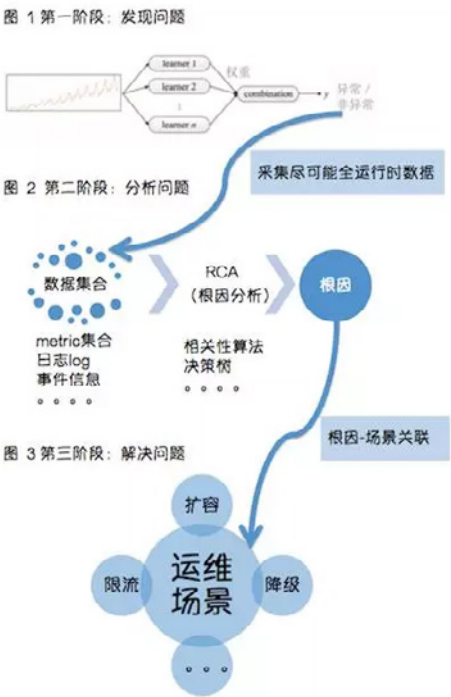 图 1 第一阶段：发现问题
learner 1
权重
learner 2
combination
y
异常 /
非异常
learner n
采集尽可能全运行时数据
图 2 第二阶段：分析问题
数据集合
RCA
（根因分析）
根因
metric集合
日志log
事件信息
。。。。
相关性算法
决策树
。。。。
根因-场景关联
图 3 第三阶段：解决问题
扩容
限流
运维
场景
降级
• • •